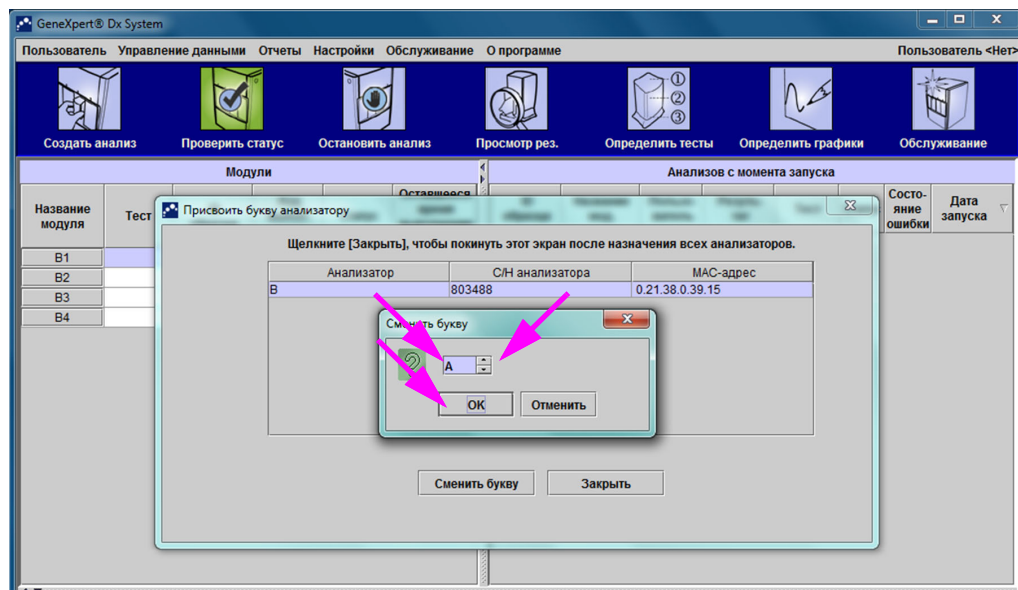 GeneXpert® Dx System
Пользователь Управление данными Отчеты Настройки Обслуживание О программе Пользователь <Нет>
Создать анализ Проверить статус Остановить анализ Просмотр рез. Определить тесты Определить графики Обслуживание
Модули Анализов с момента запуска
Название модуля Тест Оставшееся Состо-яние ошибки Дата запуска
Присвоить букву анализатору
Щелкните [Закрыть], чтобы покинуть этот экран после назначения всех анализаторов.
Анализатор С/Н анализатора MAC-адрес
B 803488 0.21.38.0.39.15
B1
B2
B3
B4
Сменить букву
A
OK Отменить
Сменить букву Закрыть